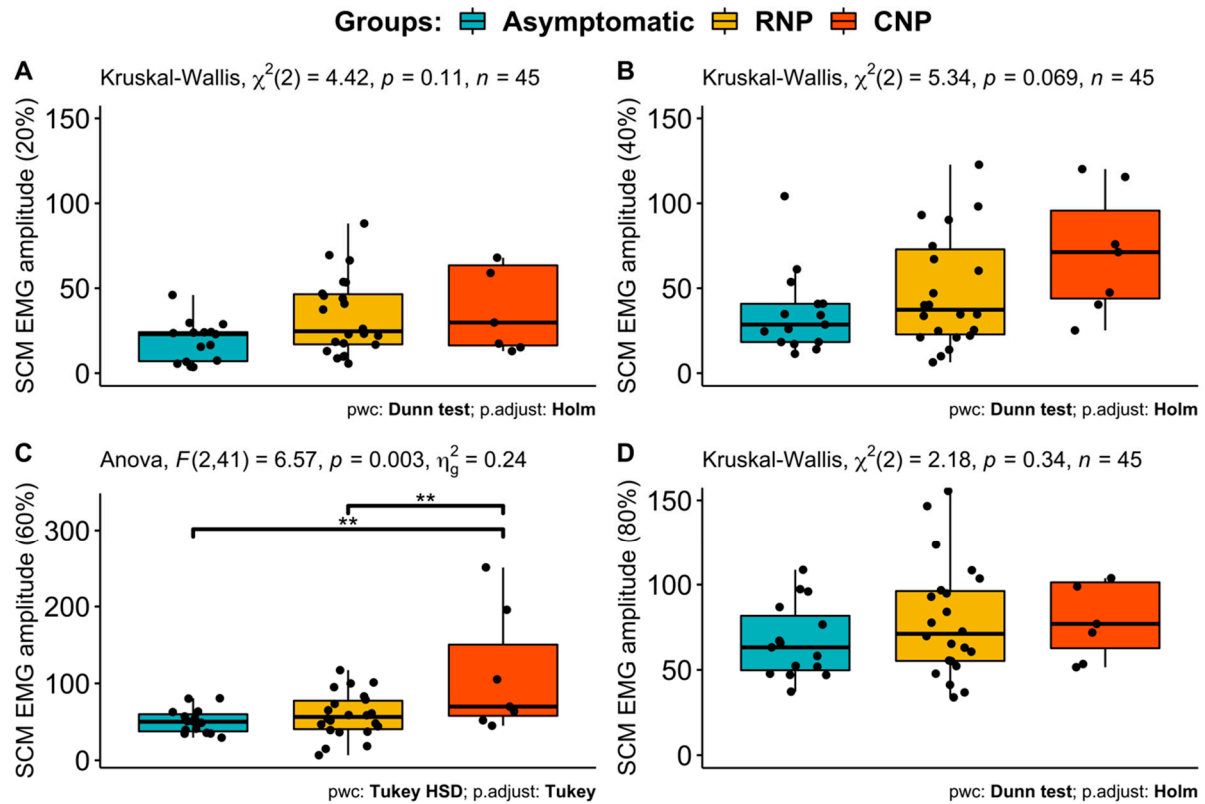 Groups: Asymptomatic RNP CNP
A
Kruskal-Wallis, χ²(2) = 4.42, p = 0.11, n = 45
SCM EMG amplitude (20%)
150
100
50
0
pwc: Dunn test; p.adjust: Holm
B
Kruskal-Wallis, χ²(2) = 5.34, p = 0.069, n = 45
SCM EMG amplitude (40%)
150
100
50
0
pwc: Dunn test; p.adjust: Holm
C
Anova, F(2,41) = 6.57, p = 0.003, η²g = 0.24
SCM EMG amplitude (60%)
300
200
100
0
**
**
pwc: Tukey HSD; p.adjust: Tukey
D
Kruskal-Wallis, χ²(2) = 2.18, p = 0.34, n = 45
SCM EMG amplitude (80%)
150
100
50
0
pwc: Dunn test; p.adjust: Holm